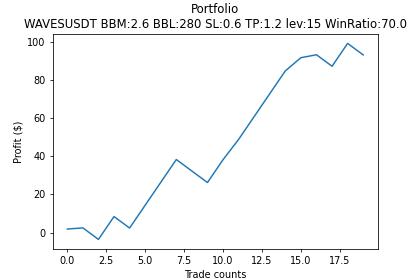 Portfolio
WAVESUSDT BBM:2.6 BBL:280 SL:0.6 TP:1.2 lev:15 WinRatio:70.0
100
80
60
40
20
0
Profit ($)
0.0 2.5 5.0 7.5 10.0 12.5 15.0 17.5
Trade counts